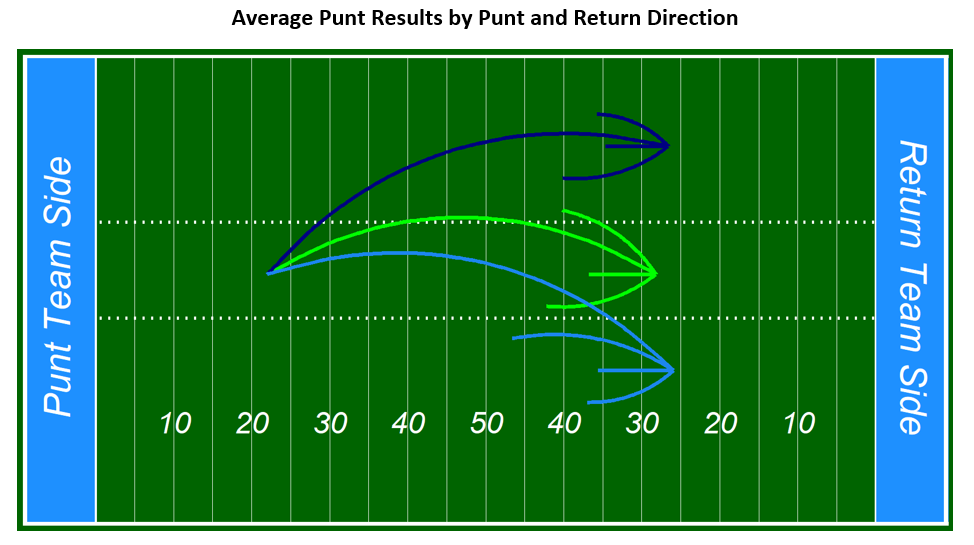 Average Punt Results by Punt and Return Direction
Punt Team Side
Return Team Side
10 20 30 40 50 40 30 20 10